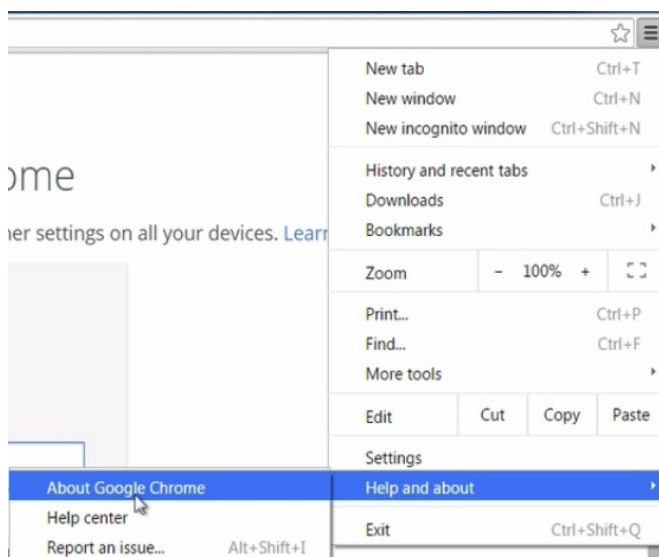 New tab Ctrl+T
New window Ctrl+N
New incognito window Ctrl+Shift+N
ome
History and recent tabs
Downloads Ctrl+J
er settings on all your devices. Learn
Bookmarks
Zoom - 100% +
Print... Ctrl+P
Find... Ctrl+F
More tools
Edit Cut Copy Paste
Settings
About Google Chrome
Help and about
Help center
Exit Ctrl+Shift+Q
Report an issue... Alt+Shift+I